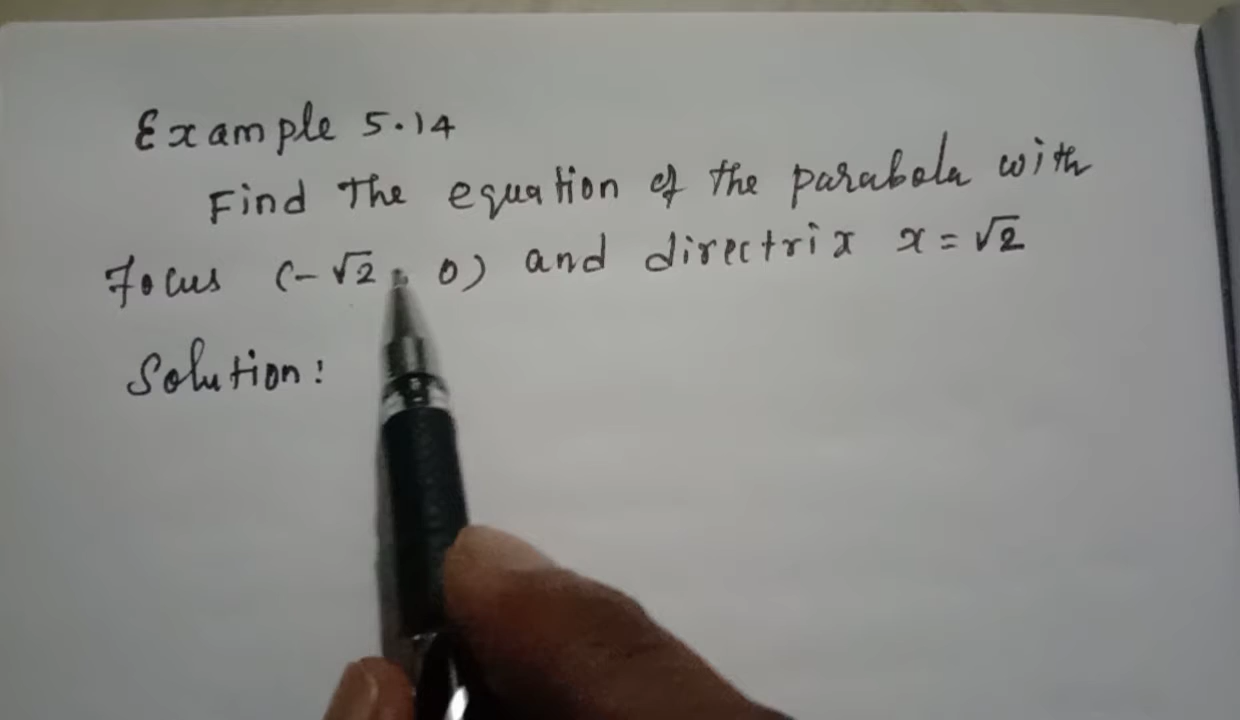 Example 5.14
Find The equation of the parabola with
Focus (-√2, 0) and directrix x = √2
Solution: